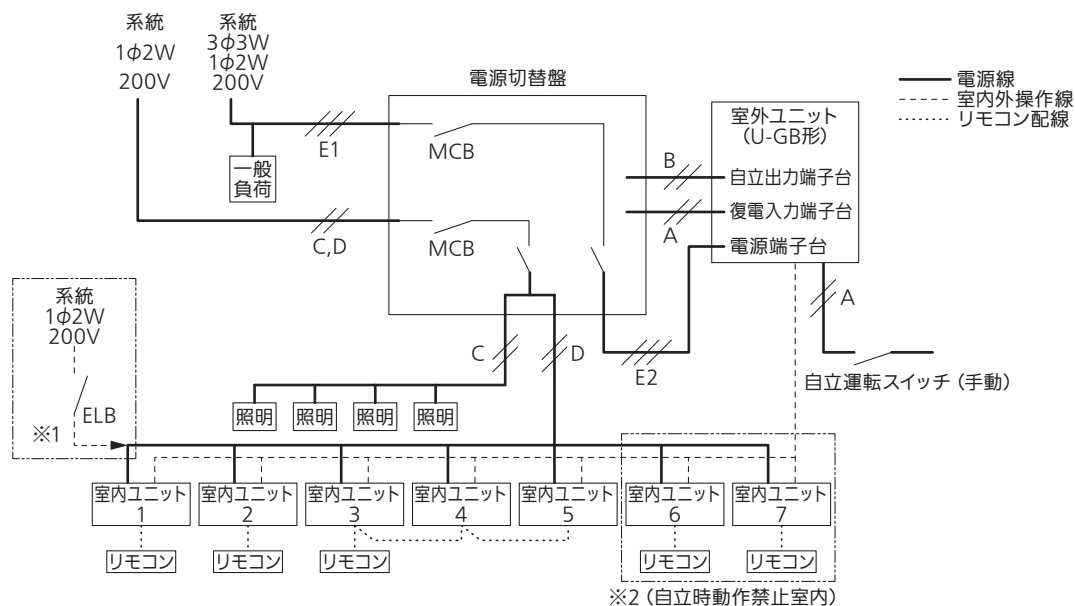 系統
1φ2W
200V
系統
3φ3W
1φ2W
200V
電源切替盤
電源線
室内外操作線
リモコン配線
E1
MCB
一般
負荷
C,D
MCB
室外ユニット
(U-GB形)
B
自立出力端子台
復電入力端子台
A
電源端子台
A
系統
1φ2W
200V
ELB
※1
C
D
E2
自立運転スイッチ(手動)
照明
照明
照明
照明
室内ユニット
1
室内ユニット
2
室内ユニット
3
室内ユニット
4
室内ユニット
5
室内ユニット
6
室内ユニット
7
リモコン
リモコン
リモコン
リモコン
リモコン
※2(自立時動作禁止室内)